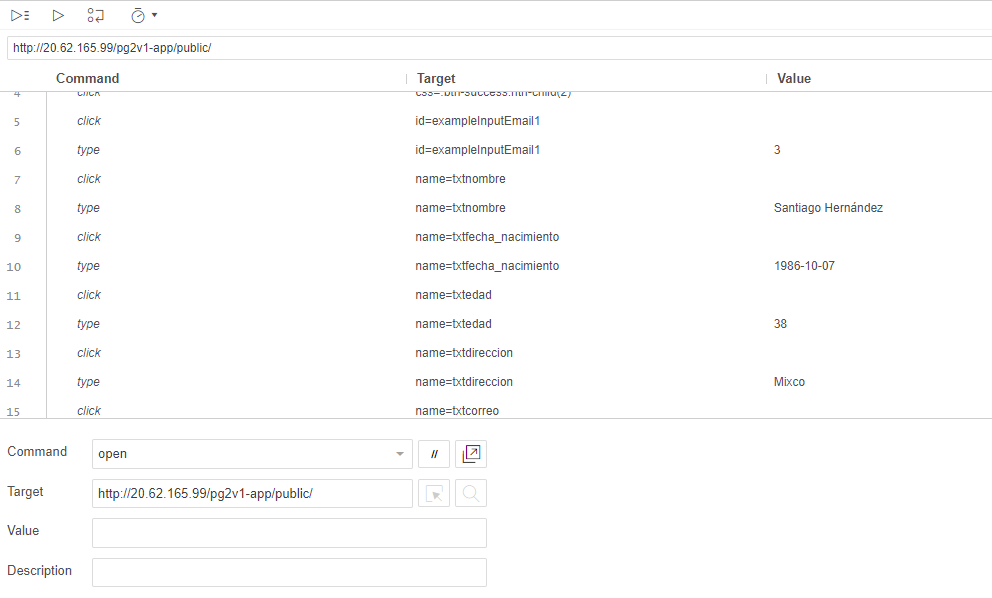 http://20.62.165.99/pg2v1-app/public/
Command Target Value
4 click css=.btn-success:nth-child(2)
5 click id=exampleInputEmail1
6 type id=exampleInputEmail1 3
7 click name=txtnombre
8 type name=txtnombre Santiago Hernández
9 click name=txtfecha_nacimiento
10 type name=txtfecha_nacimiento 1986-10-07
11 click name=txtedad
12 type name=txtedad 38
13 click name=txtdireccion
14 type name=txtdireccion Mixco
15 click name=txtcorreo
Command open //
Target http://20.62.165.99/pg2v1-app/public/
Value
Description